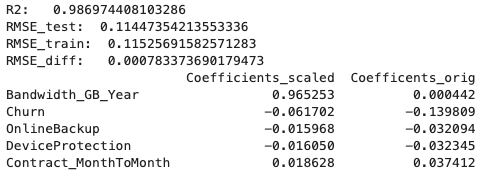 R2:   0.986974408103286
RMSE_test:  0.11447354213553336
RMSE_train:  0.11525691582571283
RMSE_diff:  0.000783373690179473
Coefficients_scaled  Coefficents_orig
Bandwidth_GB_Year  0.965253  0.000442
Churn  -0.061702  -0.139809
OnlineBackup  -0.015968  -0.032094
DeviceProtection  -0.016050  -0.032345
Contract_MonthToMonth  0.018628  0.037412